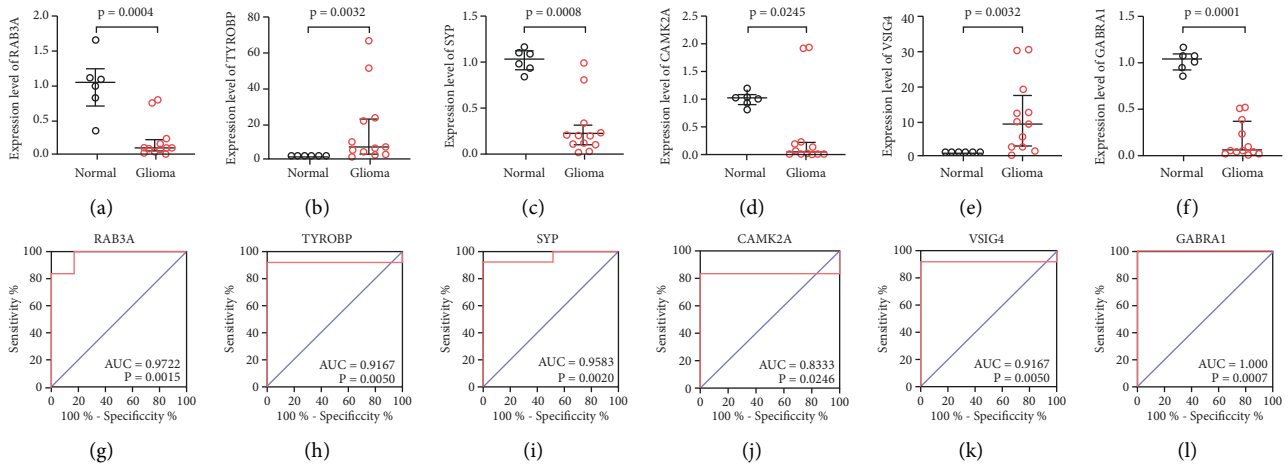 p = 0.0004
Expression level of RAB3A
2.0
1.5
1.0
0.5
0.0
Normal Glioma
(a)
p = 0.0032
Expression level of TYROBP
80
60
40
20
0
Normal Glioma
(b)
p = 0.0008
Expression level of SYP
1.5
1.0
0.5
0.0
Normal Glioma
(c)
p = 0.0245
Expression level of CAMK2A
2.5
2.0
1.5
1.0
0.5
0.0
Normal Glioma
(d)
p = 0.0032
Expression level of VSIG4
40
30
20
10
0
Normal Glioma
(e)
p = 0.0001
Expression level of GABRA1
1.5
1.0
0.5
0.0
Normal Glioma
(f)
RAB3A
Sensitivity %
100
80
60
40
20
0
AUC = 0.9722
P = 0.0015
0 20 40 60 80 100
100 % - Specificcity %
(g)
TYROBP
Sensitivity %
100
80
60
40
20
0
AUC = 0.9167
P = 0.0050
0 20 40 60 80 100
100 % - Specificcity %
(h)
SYP
Sensitivity %
100
80
60
40
20
0
AUC = 0.9583
P = 0.0020
0 20 40 60 80 100
100 % - Specificcity %
(i)
CAMK2A
Sensitivity %
100
80
60
40
20
0
AUC = 0.8333
P = 0.0246
0 20 40 60 80 100
100 % - Specificcity %
(j)
VSIG4
Sensitivity %
100
80
60
40
20
0
AUC = 0.9167
P = 0.0050
0 20 40 60 80 100
100 % - Specificcity %
(k)
GABRA1
Sensitivity %
100
80
60
40
20
0
AUC = 1.000
P = 0.0007
0 20 40 60 80 100
100 % - Specificcity %
(l)